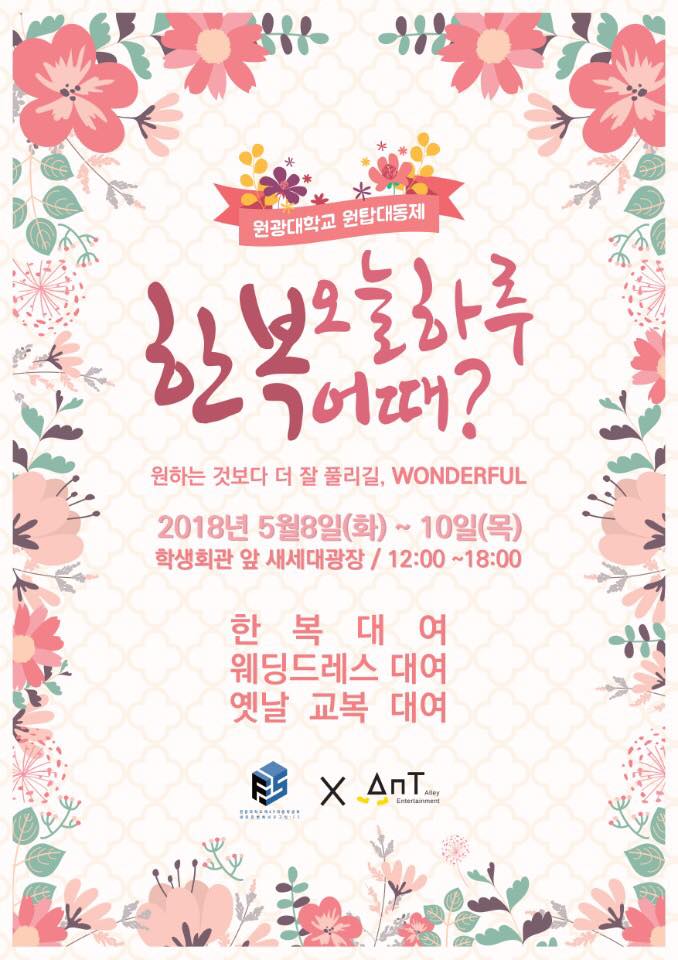 원광대학교 원탑대동제
한복 오늘하루
어때?
원하는 것보다 더 잘 풀리길, WONDERFUL
2018년 5월8일(화) ~ 10일(목)
학생회관 앞 새세대광장 / 12:00 ~18:00
한 복 대 여
웨딩드레스 대여
옛날 교복 대여
X AnT
Alley
Entertainment